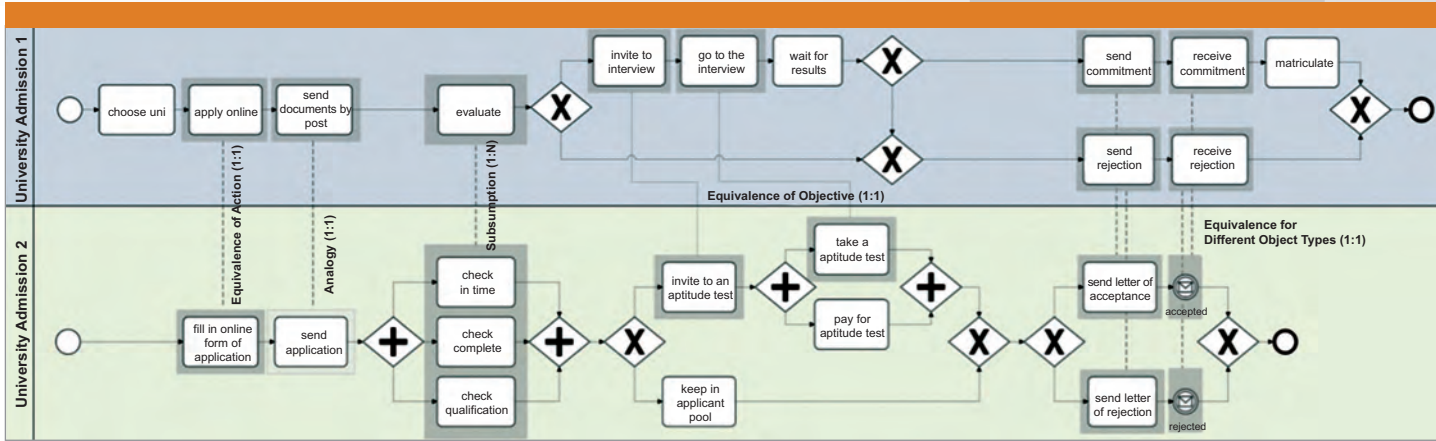 University Admission 1
choose uni
apply online
send
documents by
post
evaluate
X
invite to
interview
go to the
interview
wait for
results
X
X
send
commitment
receive
commitment
matriculate
send
rejection
receive
rejection
X
Equivalence of Action (1:1)
Analogy (1:1)
Subsumption (1:N)
Equivalence of Objective (1:1)
Equivalence for
Different Object Types (1:1)
University Admission 2
fill in online
form of
application
send
application
check
in time
check
complete
check
qualification
X
invite to an
aptitude test
take a
aptitude test
pay for
aptitude test
keep in
applicant
pool
X
X
send letter of
acceptance
accepted
send letter
of rejection
rejected
X